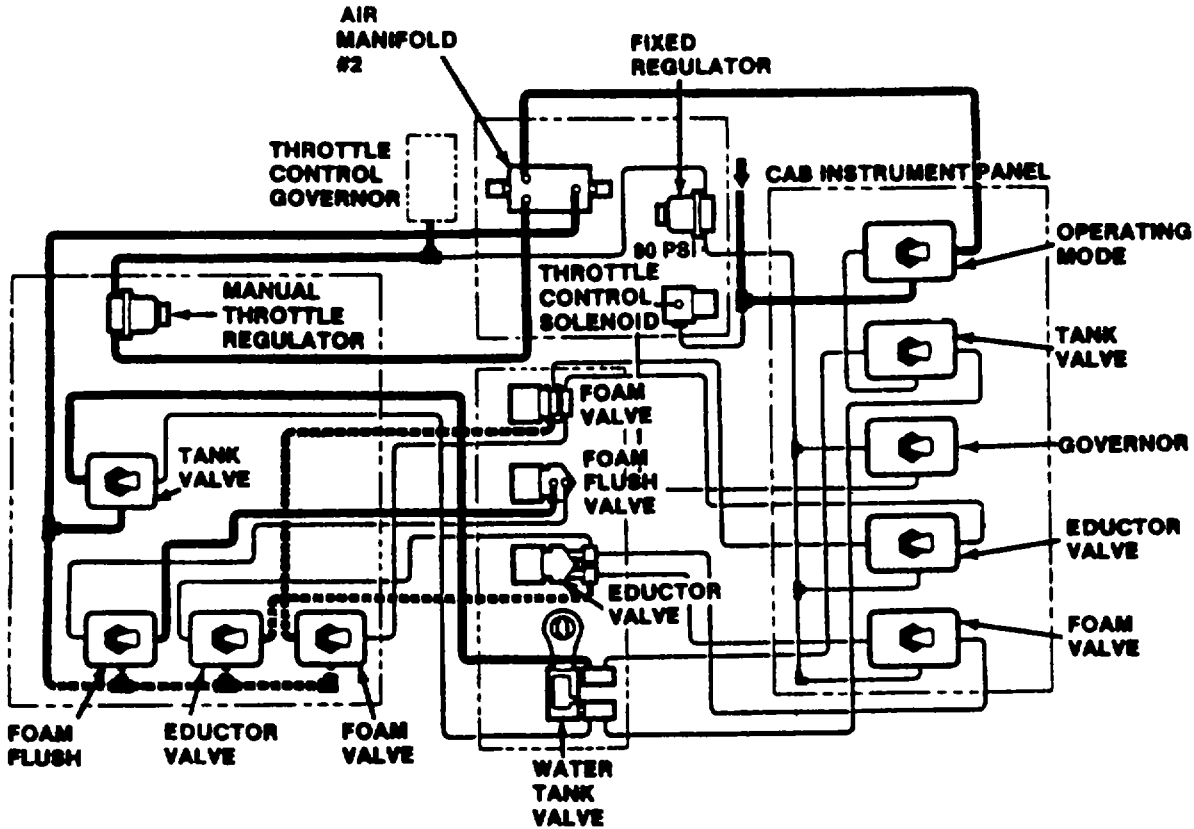 AIR
MANIFOLD
#2
FIXED
REGULATOR
THROTTLE
CONTROL
GOVERNOR
CAB INSTRUMENT PANEL
90 PSI
THROTTLE
CONTROL
SOLENOID
OPERATING
MODE
MANUAL
THROTTLE
REGULATOR
TANK
VALVE
FOAM
VALVE
TANK
VALVE
FOAM
FLUSH
VALVE
GOVERNOR
EDUCTOR
VALVE
EDUCTOR
VALVE
FOAM
VALVE
FOAM
FLUSH
EDUCTOR
VALVE
FOAM
VALVE
WATER
TANK
VALVE